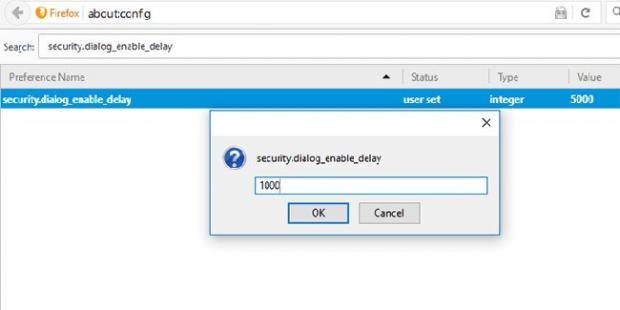 Firefox about:config
Search: security.dialog_enable_delay
Preference Name Status Type Value
security.dialog_enable_delay user set integer 5000
security.dialog_enable_delay
1000
OK Cancel